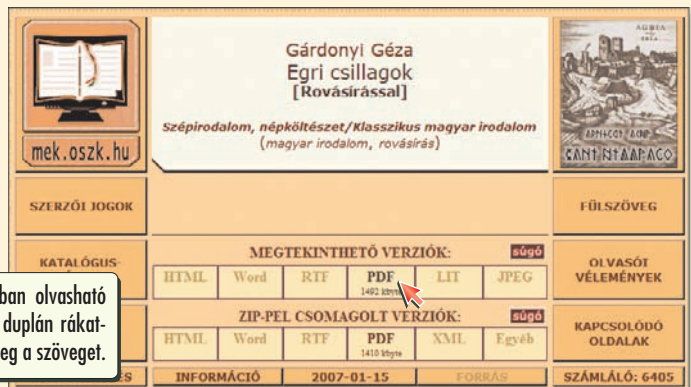 Gárdonyi Géza
Egri csillagok
[Rovásírással]
Szépirodalom, népköltészet/Klasszikus magyar irodalom
(magyar irodalom, rovásírás)
mek.oszk.hu
AGRIA
SZERZŐI JOGOK
FÜLSZÖVEG
KATALÓGUS-
MEGTEKINTHETŐ VERZIÓK:
súgó
HTML Word RTF PDF LIT JPEG
1492 kbyte
OLVASÓI
VÉLEMÉNYEK
ban olvasható
duplán rákat-
eg a szöveget.
ZIP-PEL CSOMAGOLT VERZIÓK:
súgó
HTML Word RTF PDF XML Egyéb
1410 kbyte
KAPCSOLÓDÓ
OLDALAK
ÉS
INFORMÁCIÓ
2007-01-15
FORRÁS
SZÁMLÁLÓ: 6405